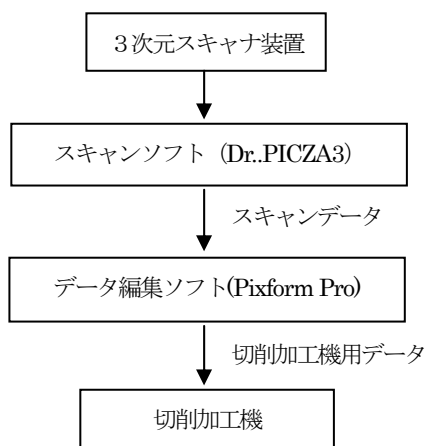 3次元スキャナ装置
スキャンソフト (Dr..PICZA3)
スキャンデータ
データ編集ソフト(Pixform Pro)
切削加工機用データ
切削加工機